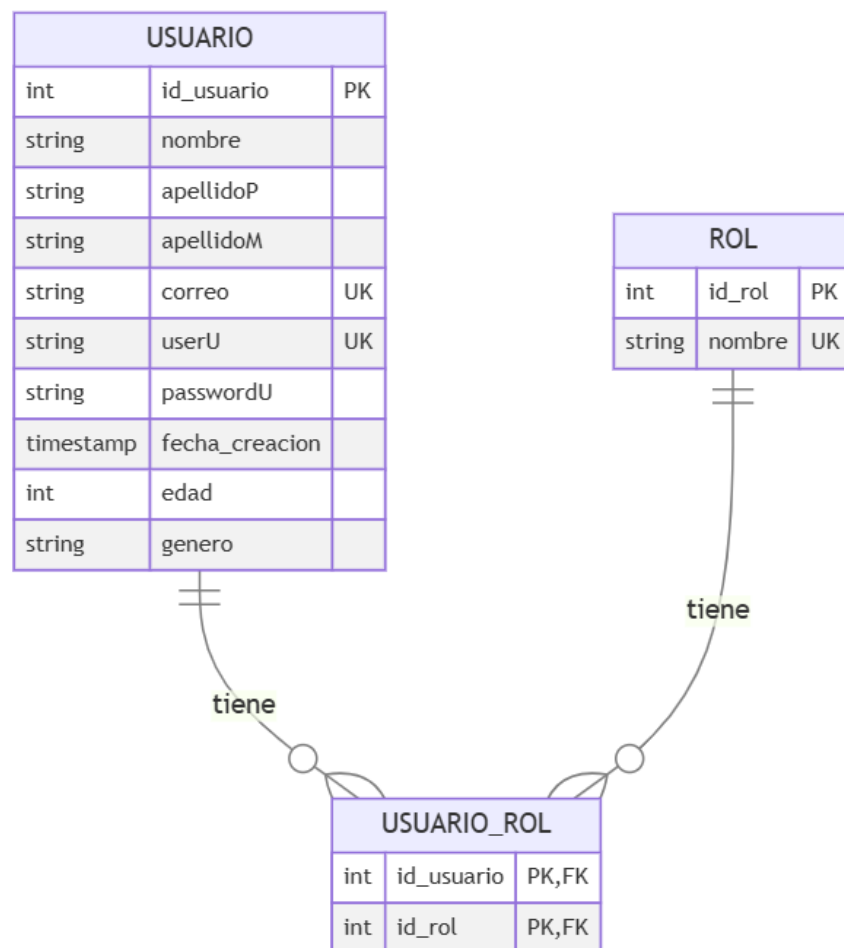 USUARIO
int id_usuario PK
string nombre
string apellidoP
string apellidoM
string correo UK
string userU UK
string passwordU
timestamp fecha_creacion
int edad
string genero
ROL
int id_rol PK
string nombre UK
tiene
tiene
USUARIO_ROL
int id_usuario PK,FK
int id_rol PK,FK